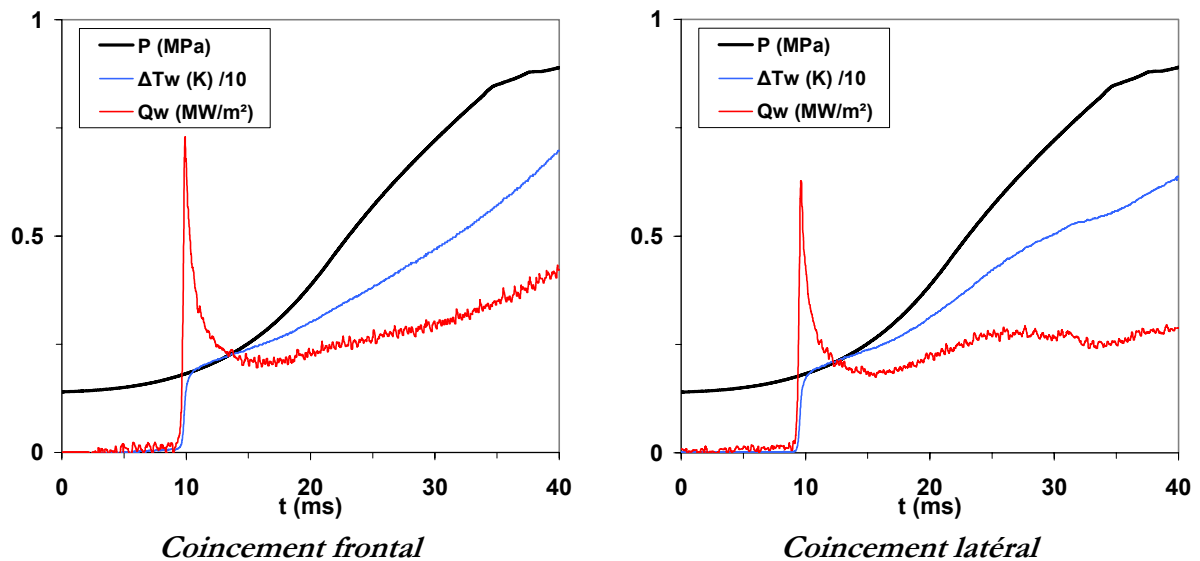 1
P (MPa)
ΔTw (K) /10
Qw (MW/m²)
0.5
0
0
10
20
30
40
t (ms)
Coincement frontal
1
P (MPa)
ΔTw (K) /10
Qw (MW/m²)
0.5
0
0
10
20
30
40
t (ms)
Coincement latéral